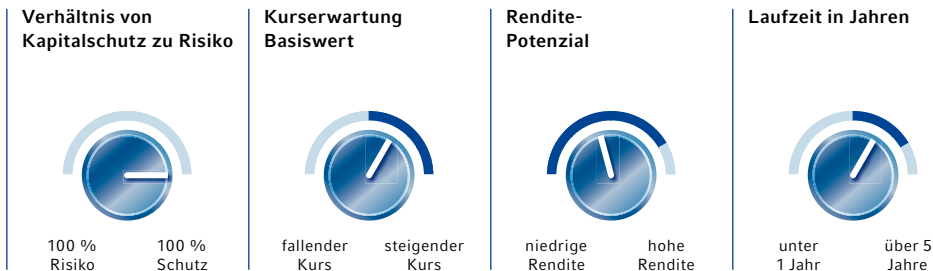 Verhältnis von
Kapitalschutz zu Risiko
100 %
Risiko
100 %
Schutz
Kurserwartung
Basiswert
fallender
Kurs
steigender
Kurs
Rendite-
Potenzial
niedrige
Rendite
hohe
Rendite
Laufzeit in Jahren
unter
1 Jahr
über 5
Jahre